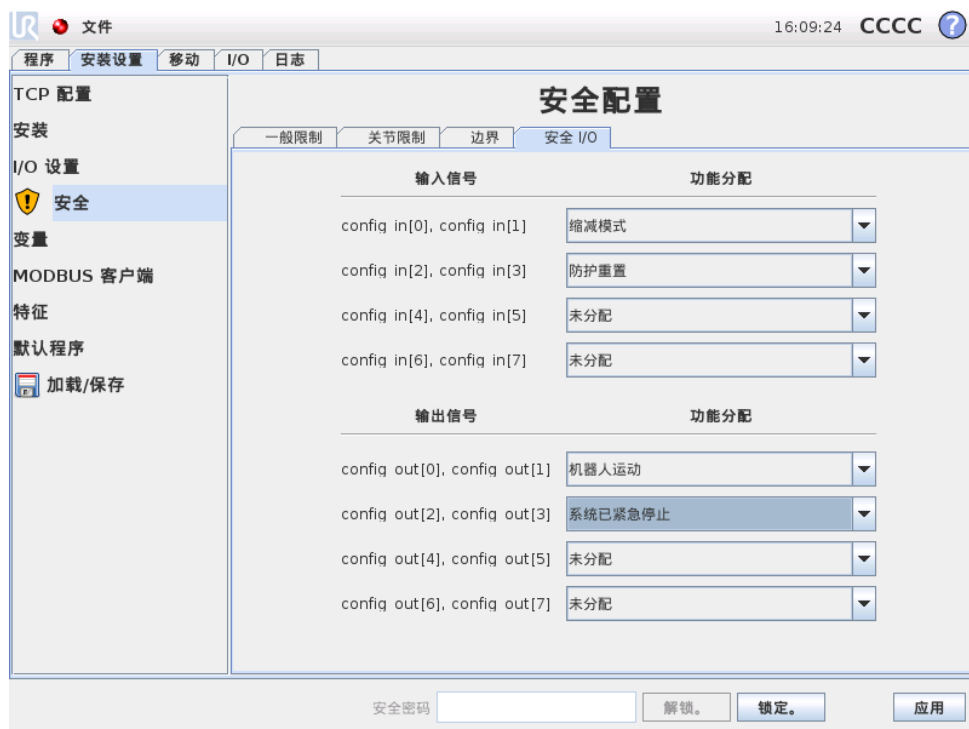 UR 文件 16:09:24 CCCC ?
程序 安装设置 移动 I/O 日志
TCP 配置
安装
I/O 设置
安全
变量
MODBUS 客户端
特征
默认程序
加载/保存
安全配置
一般限制 关节限制 边界 安全 I/O
输入信号 功能分配
config in[0], config in[1] 缩减模式
config in[2], config in[3] 防护重置
config in[4], config in[5] 未分配
config in[6], config in[7] 未分配
输出信号 功能分配
config out[0], config out[1] 机器人运动
config out[2], config out[3] 系统已紧急停止
config out[4], config out[5] 未分配
config out[6], config out[7] 未分配
安全密码 解锁。 锁定。 应用